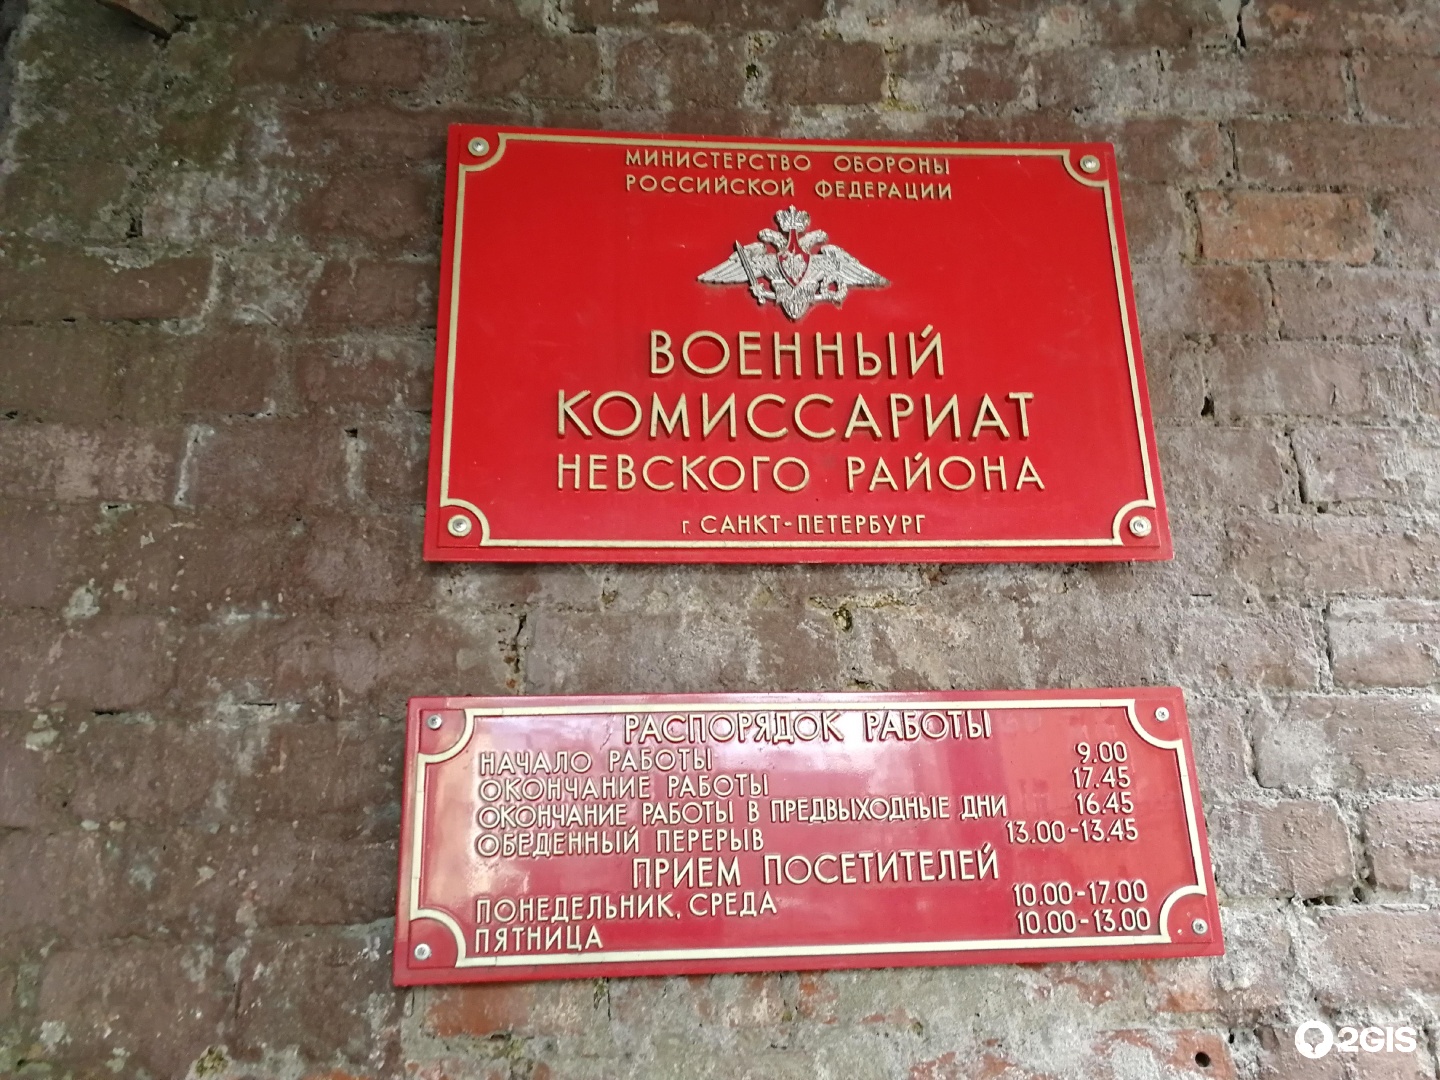 МИНИСТЕРСТВО ОБОРОНЫ
РОССИЙСКОЙ ФЕДЕРАЦИИ
ВОЕННЫЙ
КОМИССАРИАТ
НЕВСКОГО РАЙОНА
г. САНКТ-ПЕТЕРБУРГ
РАСПОРЯДОК РАБОТЫ
НАЧАЛО РАБОТЫ 9.00
ОКОНЧАНИЕ РАБОТЫ 17.45
ОКОНЧАНИЕ РАБОТЫ В ПРЕДВЫХОДНЫЕ ДНИ 16.45
ОБЕДЕННЫЙ ПЕРЕРЫВ 13.00-13.45
ПРИЕМ ПОСЕТИТЕЛЕЙ
ПОНЕДЕЛЬНИК, СРЕДА 10.00-17.00
ПЯТНИЦА 10.00-13.00
2GIS